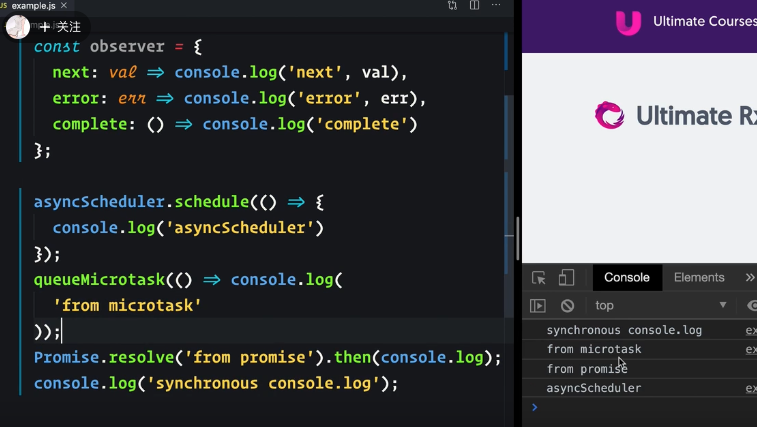 JS example.js ×
+ 关注
const observer = {
next: val => console.log('next', val),
error: err => console.log('error', err),
complete: () => console.log('complete')
};
asyncScheduler.schedule(() => {
console.log('asyncScheduler')
});
queueMicrotask(() => console.log(
'from microtask'
));
Promise.resolve('from promise').then(console.log);
console.log('synchronous console.log');
Ultimate Courses
Ultimate Rx
Console Elements »
top
synchronous console.log ex
from microtask ex
from promise
asyncScheduler ex